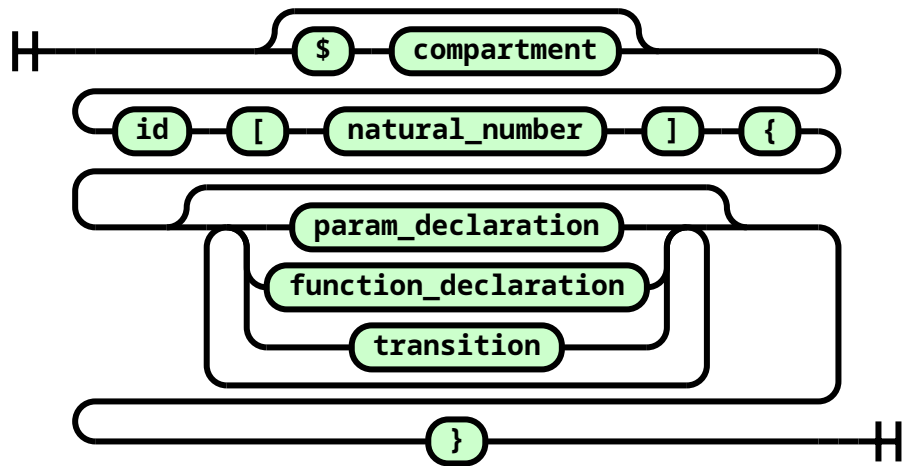 $ compartment
id [ natural_number ] {
param_declaration
function_declaration
transition
}